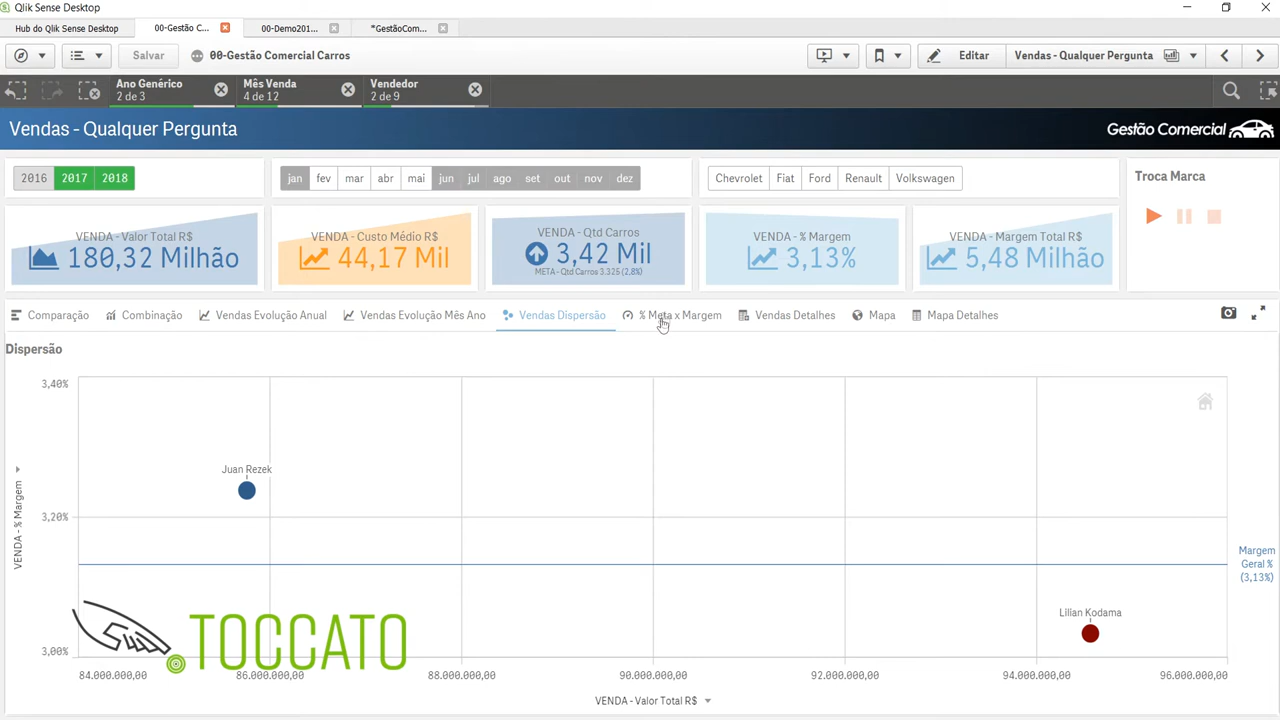 Qlik Sense Desktop
Hub do Qlik Sense Desktop
00-Gestão C...
00-Demo201...
*GestãoCom...
Salvar
00-Gestão Comercial Carros
Editar
Vendas - Qualquer Pergunta
Ano Genérico
2 de 3
Mês Venda
4 de 12
Vendedor
2 de 9
Vendas - Qualquer Pergunta
Gestão Comercial
2016 2017 2018
jan fev mar abr mai jun jul ago set out nov dez
Chevrolet Fiat Ford Renault Volkswagen
Troca Marca
VENDA - Valor Total R$
180,32 Milhão
VENDA - Custo Médio R$
44,17 Mil
VENDA - Qtd Carros
3,42 Mil
META - Qtd Carros 3.325 (2,8%)
VENDA - % Margem
3,13%
VENDA - Margem Total R$
5,48 Milhão
Comparação
Combinação
Vendas Evolução Anual
Vendas Evolução Mês Ano
Vendas Dispersão
% Meta x Margem
Vendas Detalhes
Mapa
Mapa Detalhes
Dispersão
3,40%
3,20%
3,00%
VENDA - % Margem
Juan Rezek
Lilian Kodama
Margem
Geral %
(3,13%)
TOCCATO
84.000.000,00
86.000.000,00
88.000.000,00
90.000.000,00
92.000.000,00
94.000.000,00
96.000.000,00
VENDA - Valor Total R$